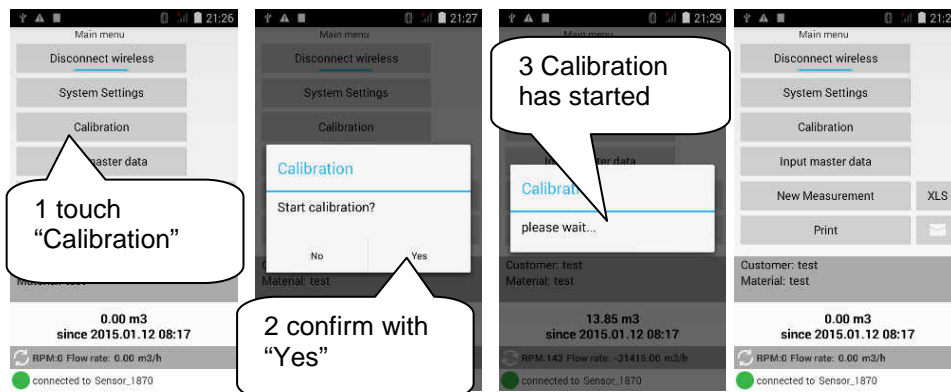 21:26
Main menu
Disconnect wireless
System Settings
Calibration
master data
1 touch
“Calibration”
0.00 m3
since 2015.01.12 08:17
RPM:0 Flow rate: 0.00 m3/h
connected to Sensor_1870
21:27
Main menu
Disconnect wireless
System Settings
Calibration
Calibration
Start calibration?
No
Yes
Material: test
2 confirm with
“Yes”
21:29
Main menu
3 Calibration
has started
please wait...
Customer: test
Material: test
13.85 m3
since 2015.01.12 08:17
RPM:143 Flow rate: -31415.00 m3/h
connected to Sensor_1870
Main menu
Disconnect wireless
System Settings
Calibration
Input master data
New Measurement
XLS
Print
Customer: test
Material: test
0.00 m3
since 2015.01.12 08:17
RPM:0 Flow rate: 0.00 m3/h
connected to Sensor_1870